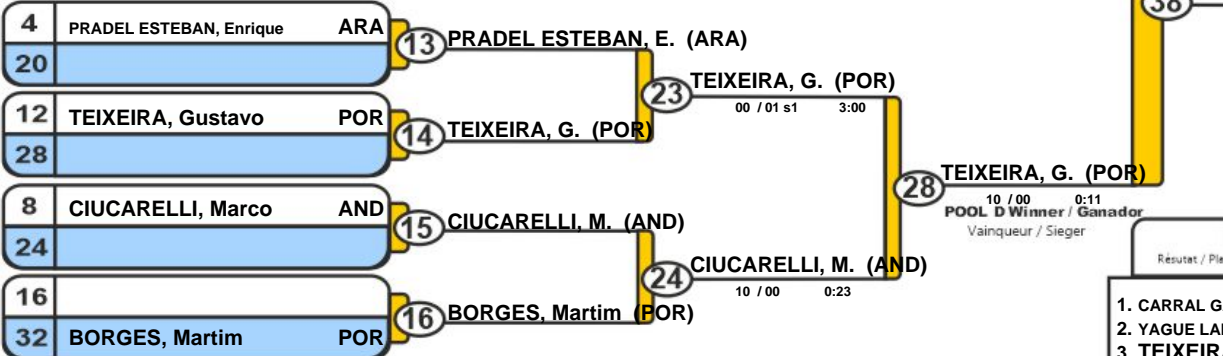 38
4 PRADEL ESTEBAN, Enrique ARA
20
13 PRADEL ESTEBAN, E. (ARA)
23 TEIXEIRA, G. (POR)
00 / 01 s1 3:00
12 TEIXEIRA, Gustavo POR
14 TEIXEIRA, G. (POR)
28
28 TEIXEIRA, G. (POR)
10 / 00 0:11
POOL D Winner / Ganador
Vainqueur / Sieger
8 CIUCARELLI, Marco AND
15 CIUCARELLI, M. (AND)
24
24 CIUCARELLI, M. (AND)
10 / 00 0:23
16
16 BORGES, Martim (POR)
32 BORGES, Martim POR
Résutat /
1. CARRAL
2. YAGUE
3. TEIXEIRA